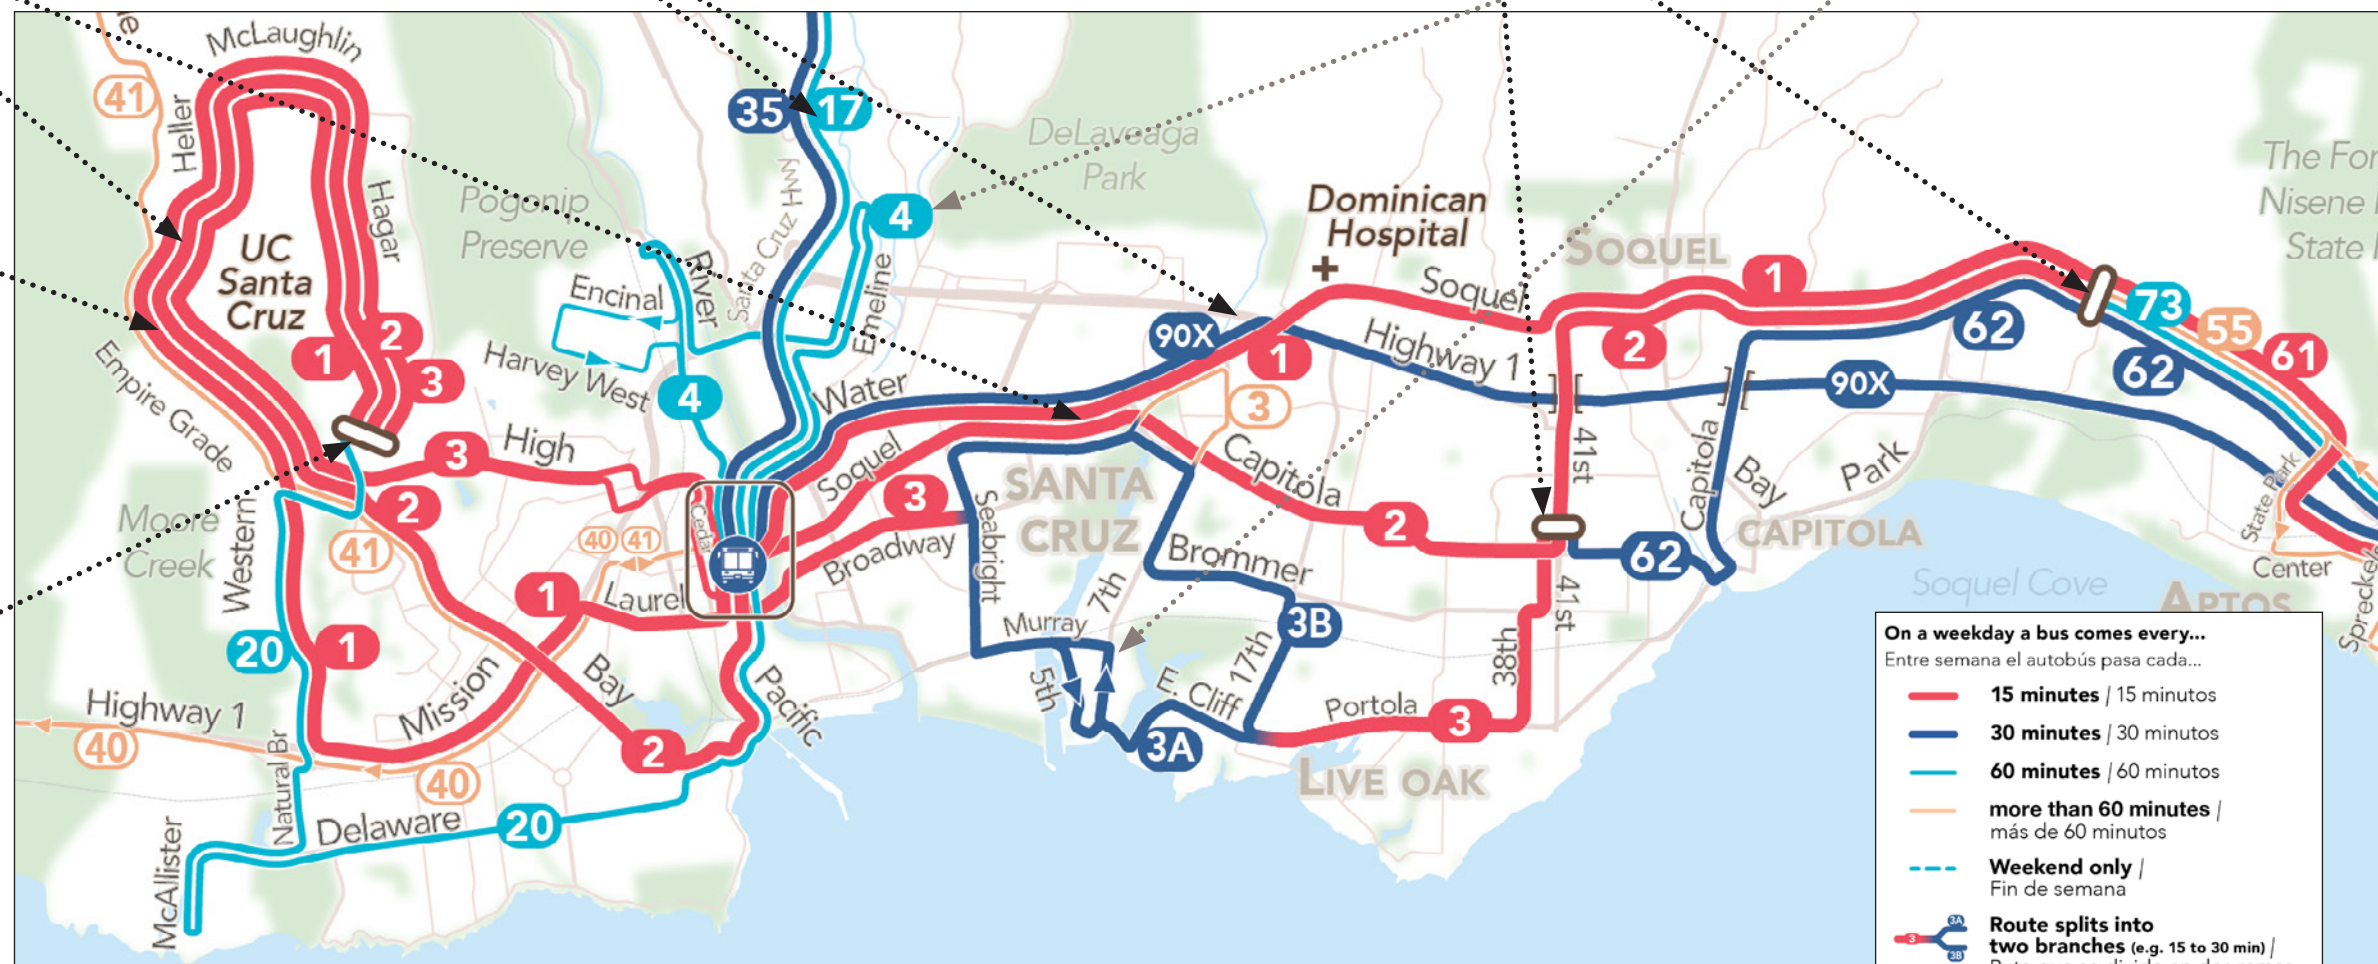 McLaughlin
41
Heller
Hagar
UC
Santa
Cruz
1
2
3
Empire Grade
Pogonip
Preserve
35
17
Santa Cruz Hwy
DeLaveaga
Park
4
Emeline
River
Encinal
Harvey West
4
Water
Dominican
Hospital
SOQUEL
Soquel
1
90X
1
Highway 1
2
3
62
90X
73
55
61
62
3
High
Moore
Creek
Western
2
41
40
41
Cedar
Soquel
3
Broadway
Laurel
1
SANTA
CRUZ
Seabright
Capitola
2
41st
Capitola
Bay
Park
CAPITOLA
62
State Park
Center
Soquel Cove
APTOS
20
1
Mission
Bay
2
Pacific
Murray
5th
7th
Brommer
3B
17th
E. Cliff
3A
Portola
3
38th
41st
LIVE OAK
Highway 1
40
40
Natural Br
Delaware
20
McAllister
On a weekday a bus comes every...
Entre semana el autobús pasa cada...
15 minutes / 15 minutos
30 minutes / 30 minutos
60 minutes / 60 minutos
more than 60 minutes /
más de 60 minutos
Weekend only /
Fin de semana
3A
3
3B
Route splits into
two branches (e.g. 15 to 30 min) /